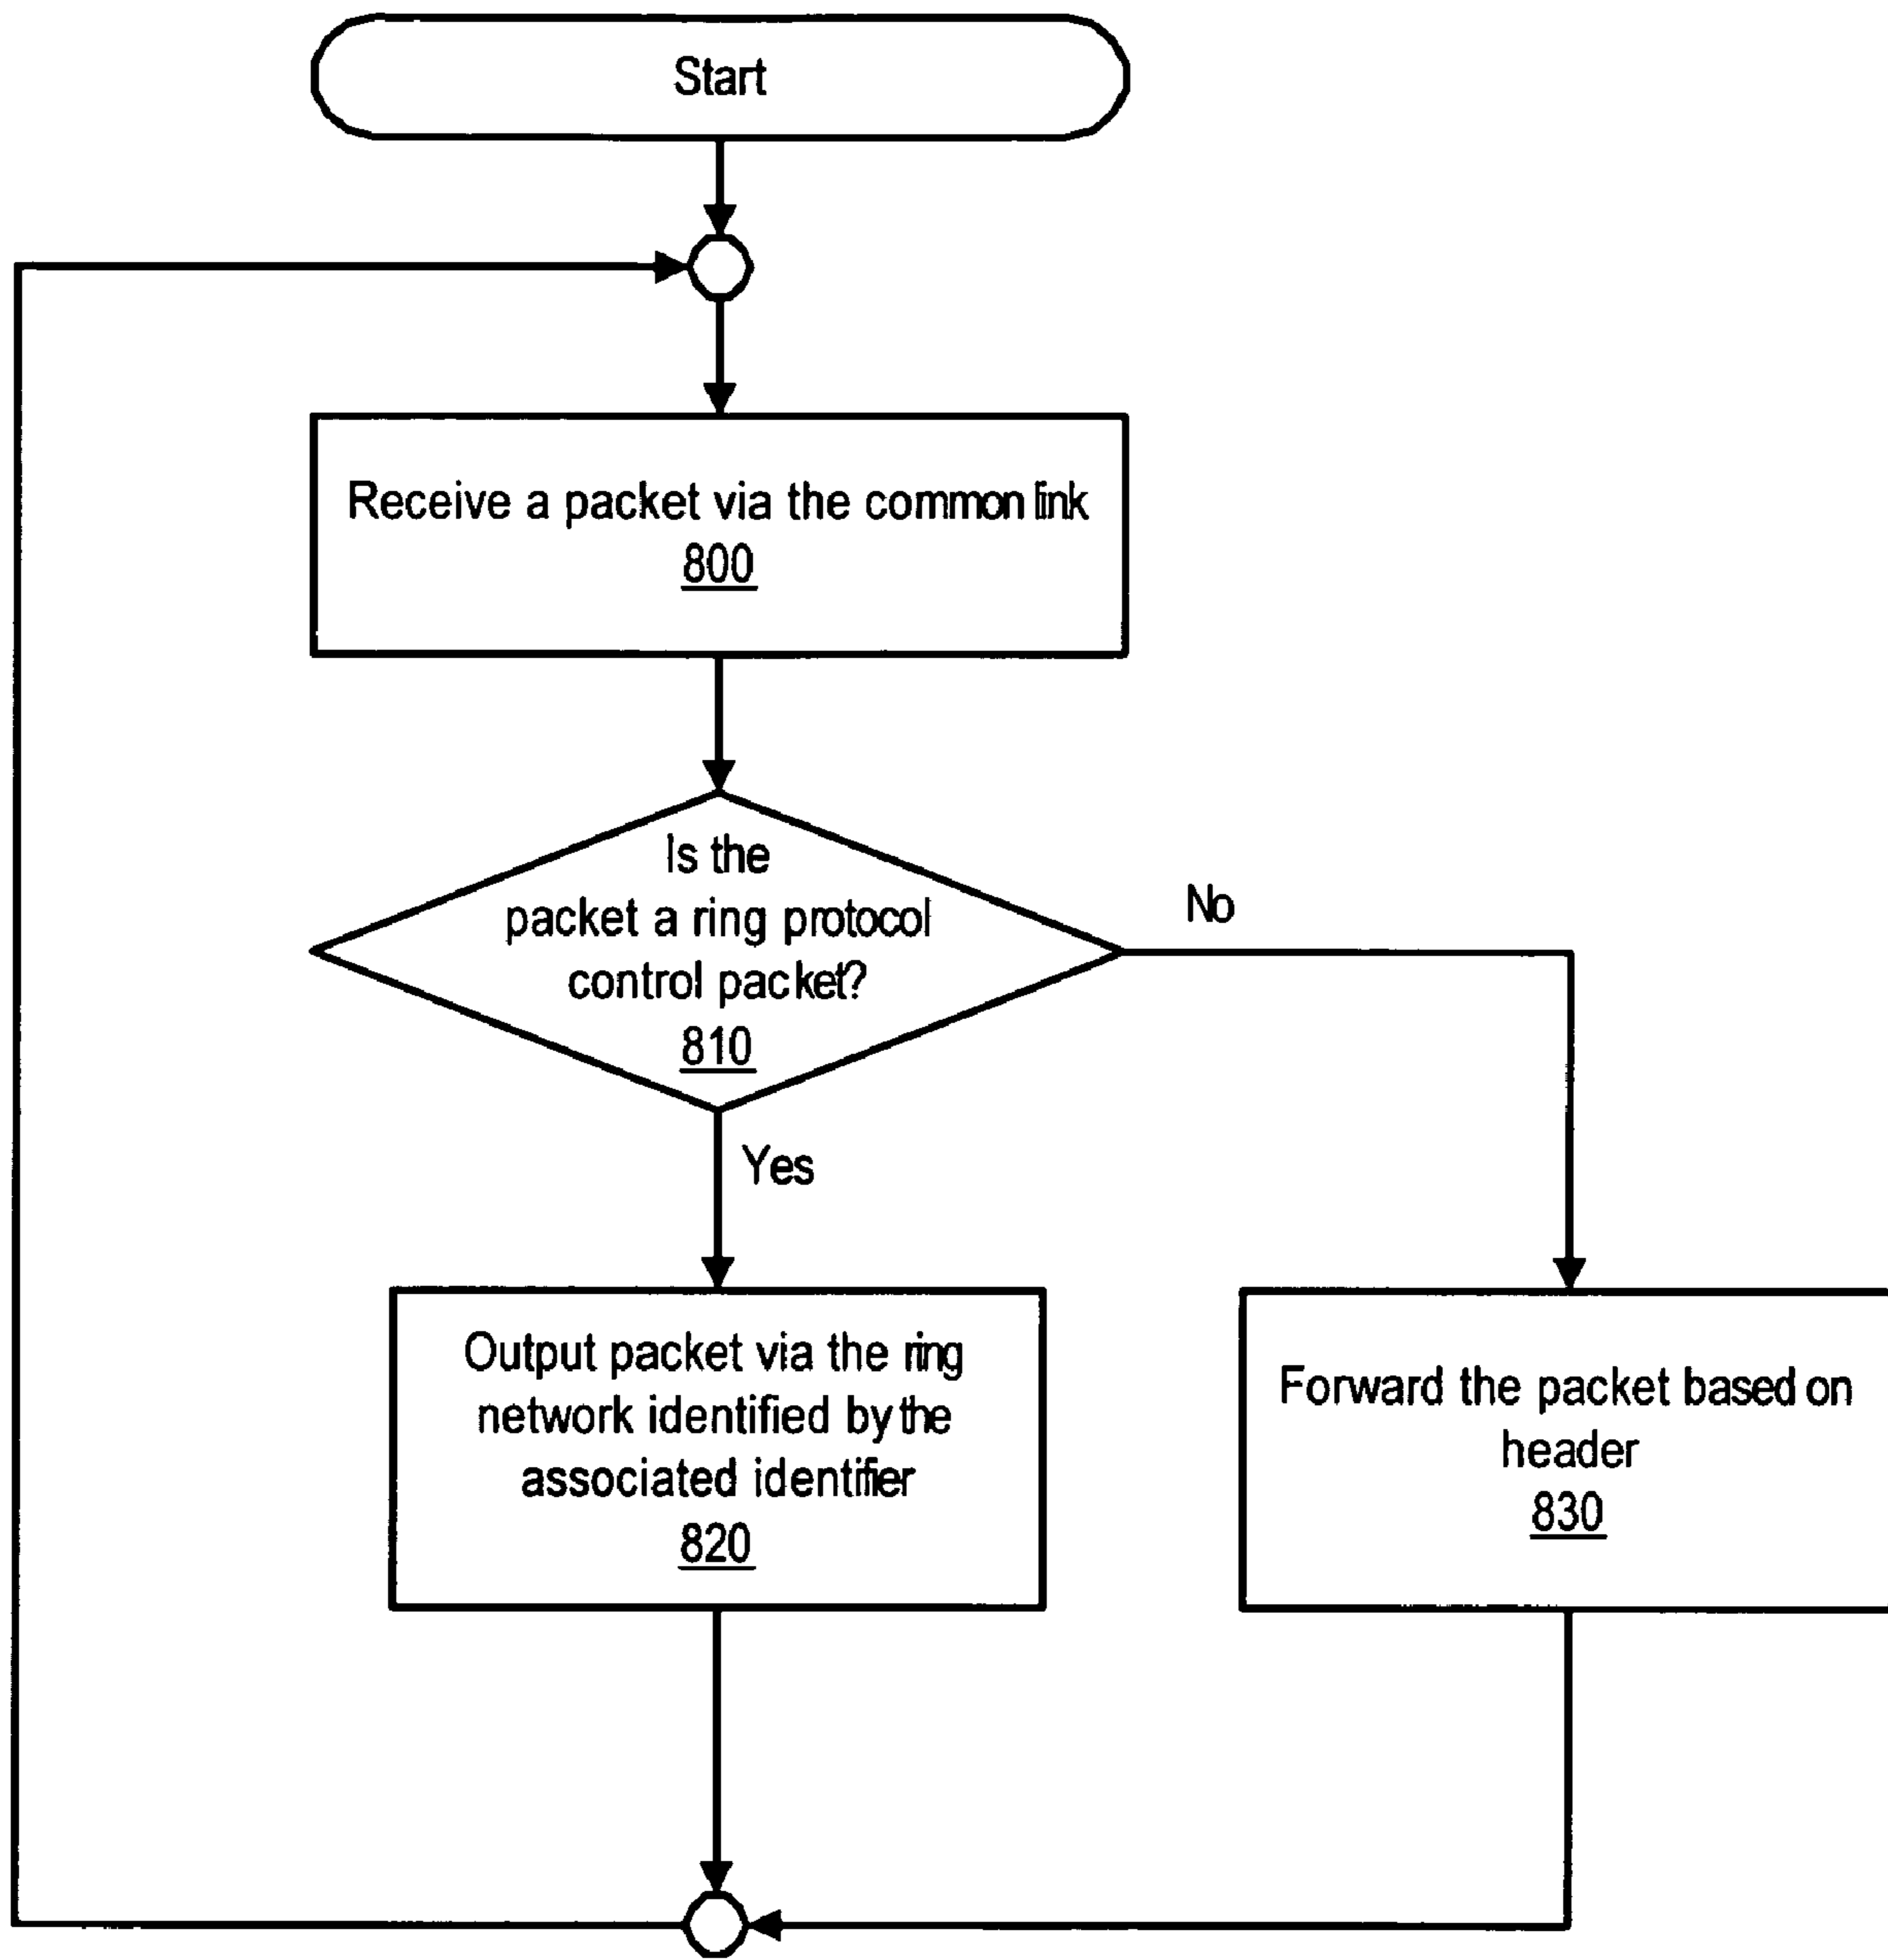 Start
Receive a packet via the common link
800
Is the
packet a ring protocol
control packet?
810
No
Yes
Output packet via the ring
network identified by the
associated identifier
820
Forward the packet based on
header
830